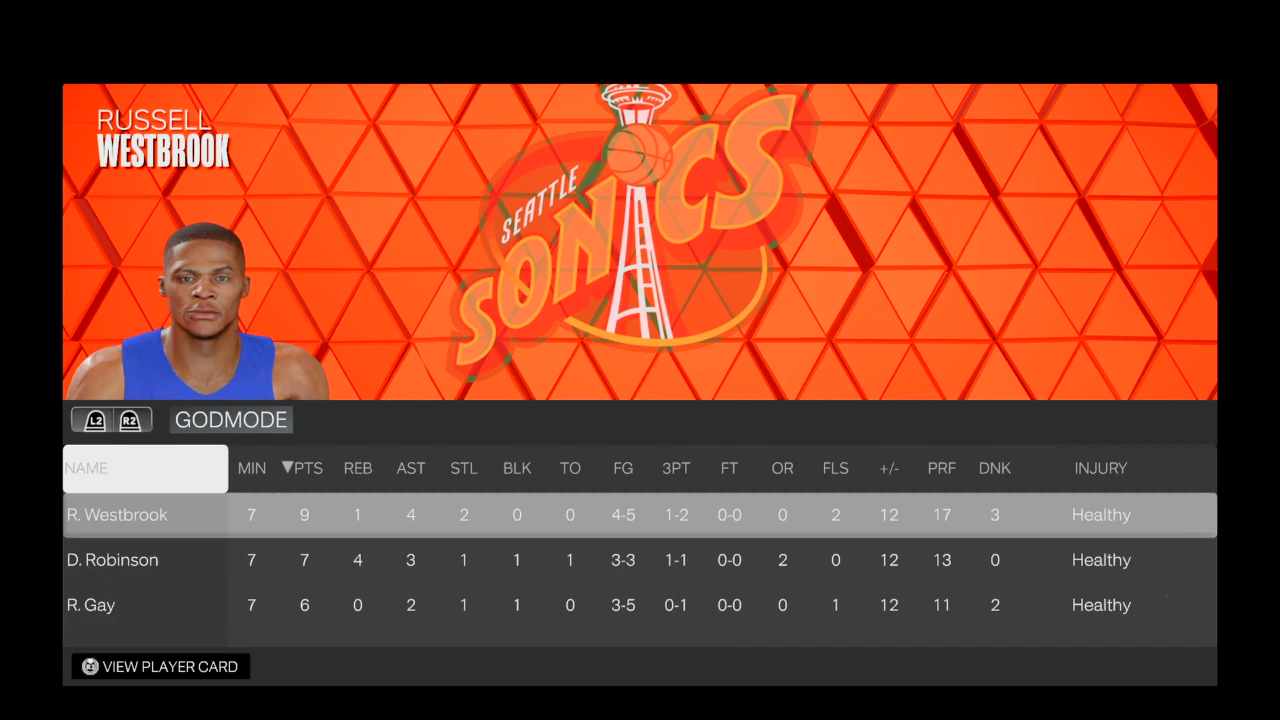 RUSSELL
WESTBROOK
SEATTLE
SONICS
L2 R2 GODMODE
NAME MIN ▼PTS REB AST STL BLK TO FG 3PT FT OR FLS +/- PRF DNK INJURY
R. Westbrook 7 9 1 4 2 0 0 4-5 1-2 0-0 0 2 12 17 3 Healthy
D. Robinson 7 7 4 3 1 1 1 3-3 1-1 0-0 2 0 12 13 0 Healthy
R. Gay 7 6 0 2 1 1 0 3-5 0-1 0-0 0 1 12 11 2 Healthy
R3 VIEW PLAYER CARD